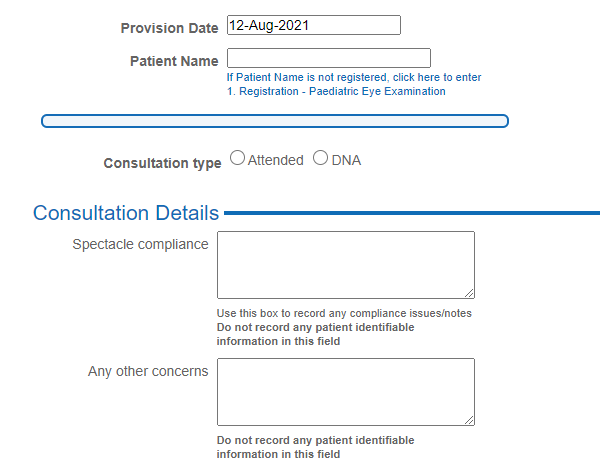 Provision Date 12-Aug-2021
Patient Name
If Patient Name is not registered, click here to enter
1. Registration - Paediatric Eye Examination
Consultation type Attended DNA
Consultation Details
Spectacle compliance
Use this box to record any compliance issues/notes
Do not record any patient identifiable
information in this field
Any other concerns
Do not record any patient identifiable
information in this field